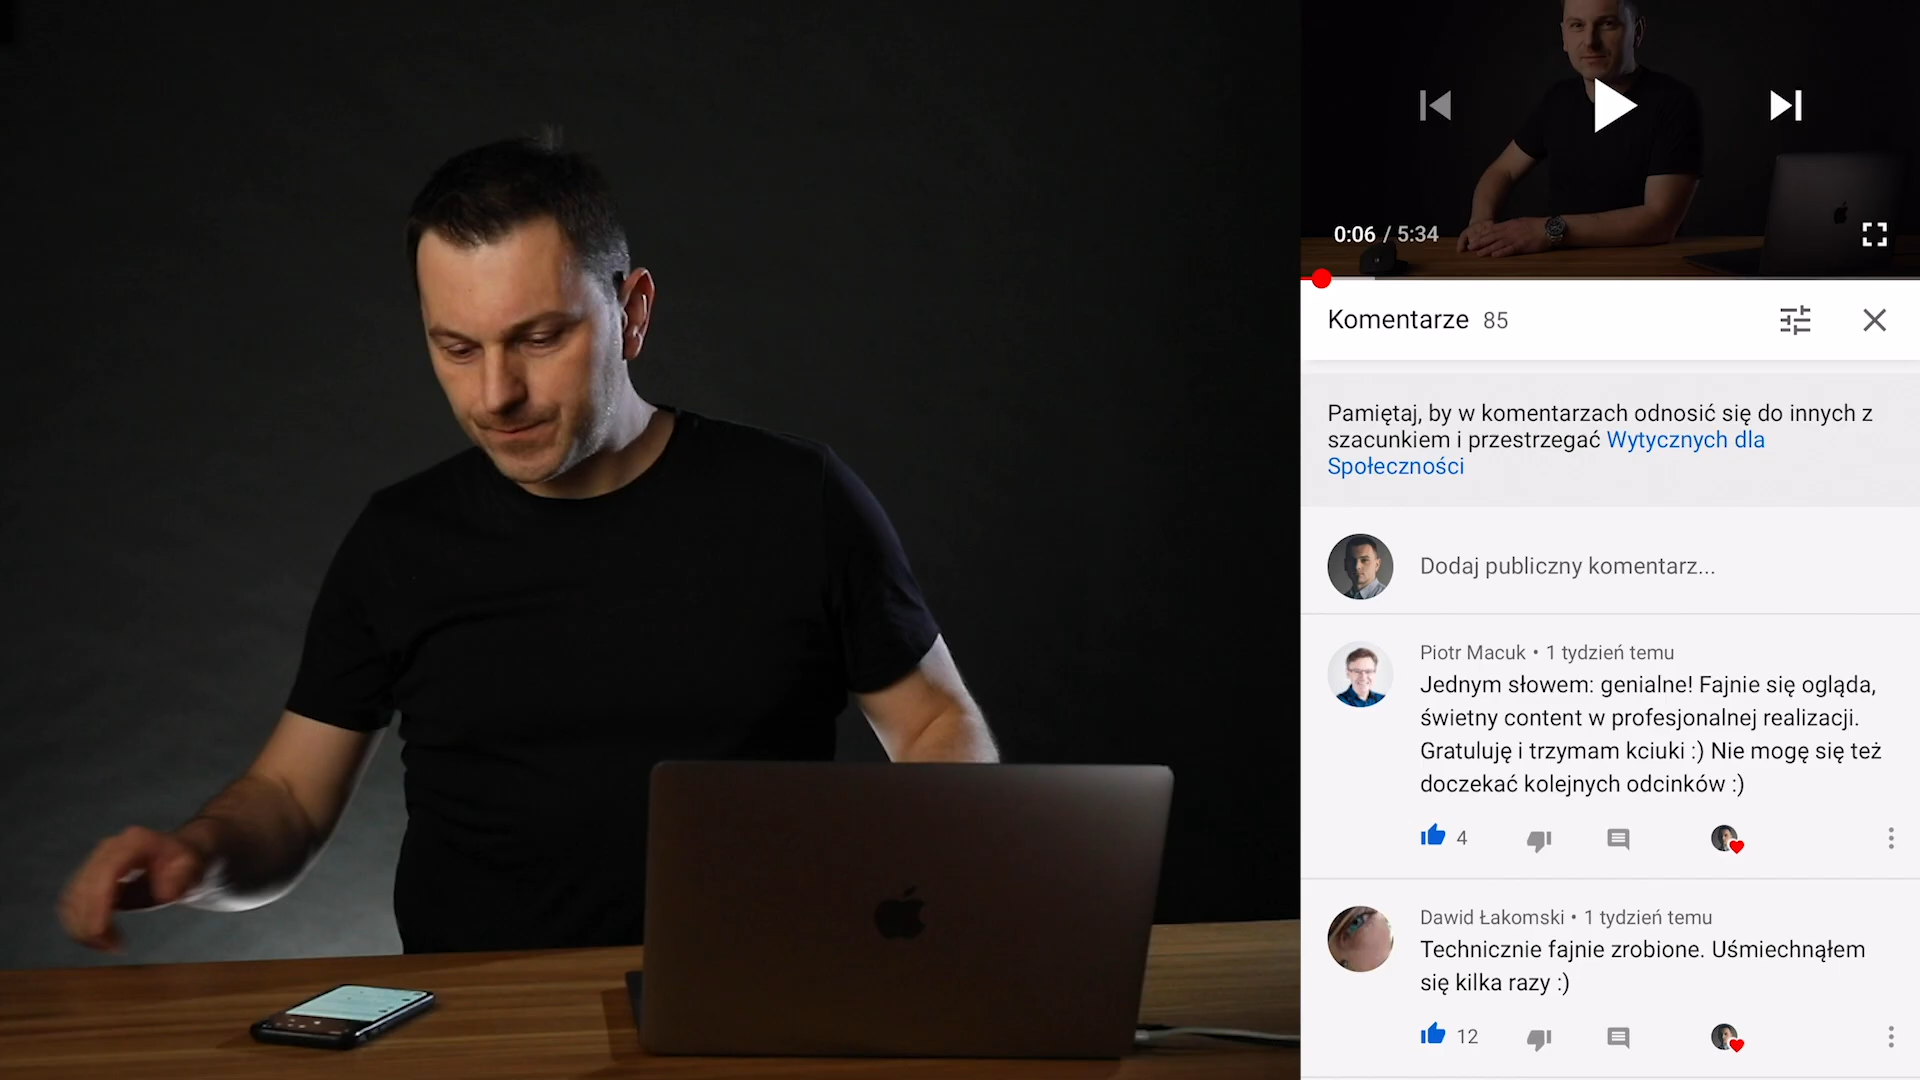 0:06 / 5:34
Komentarze 85
Pamiętaj, by w komentarzach odnosić się do innych z
szacunkiem i przestrzegać Wytycznych dla
Społeczności
Dodaj publiczny komentarz...
Piotr Macuk • 1 tydzień temu
Jednym słowem: genialne! Fajnie się ogląda,
świetny content w profesjonalnej realizacji.
Gratuluję i trzymam kciuki :) Nie mogę się też
doczekać kolejnych odcinków :)
4
Dawid Łakomski • 1 tydzień temu
Technicznie fajnie zrobione. Uśmiechnąłem
się kilka razy :)
12